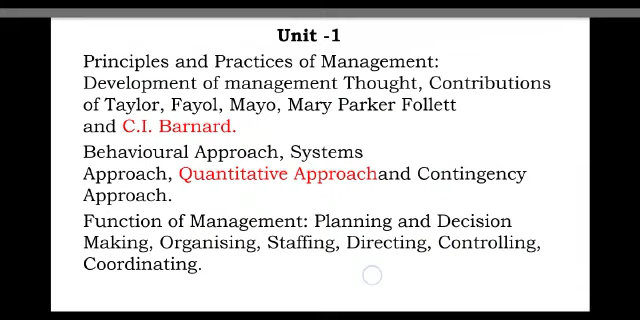 Unit -1
Principles and Practices of Management:
Development of management Thought, Contributions
of Taylor, Fayol, Mayo, Mary Parker Follett
and C.I. Barnard.
Behavioural Approach, Systems
Approach, Quantitative Approachand Contingency
Approach.
Function of Management: Planning and Decision
Making, Organising, Staffing, Directing, Controlling,
Coordinating.